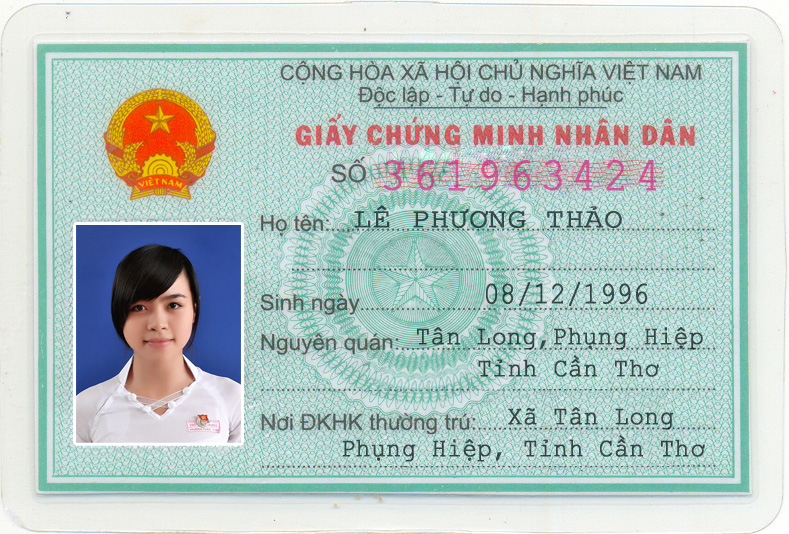 CỘNG HÒA XÃ HỘI CHỦ NGHĨA VIỆT NAM
Độc lập - Tự do - Hạnh phúc
GIẤY CHỨNG MINH NHÂN DÂN
SỐ 361963424
Họ tên: LÊ PHƯƠNG THẢO
Sinh ngày 08/12/1996
Nguyên quán: Tân Long,Phụng Hiệp
Tỉnh Cần Thơ
Nơi ĐKHK thường trú: Xã Tân Long
Phụng Hiệp, Tỉnh Cần Thơ
VIỆT NAM